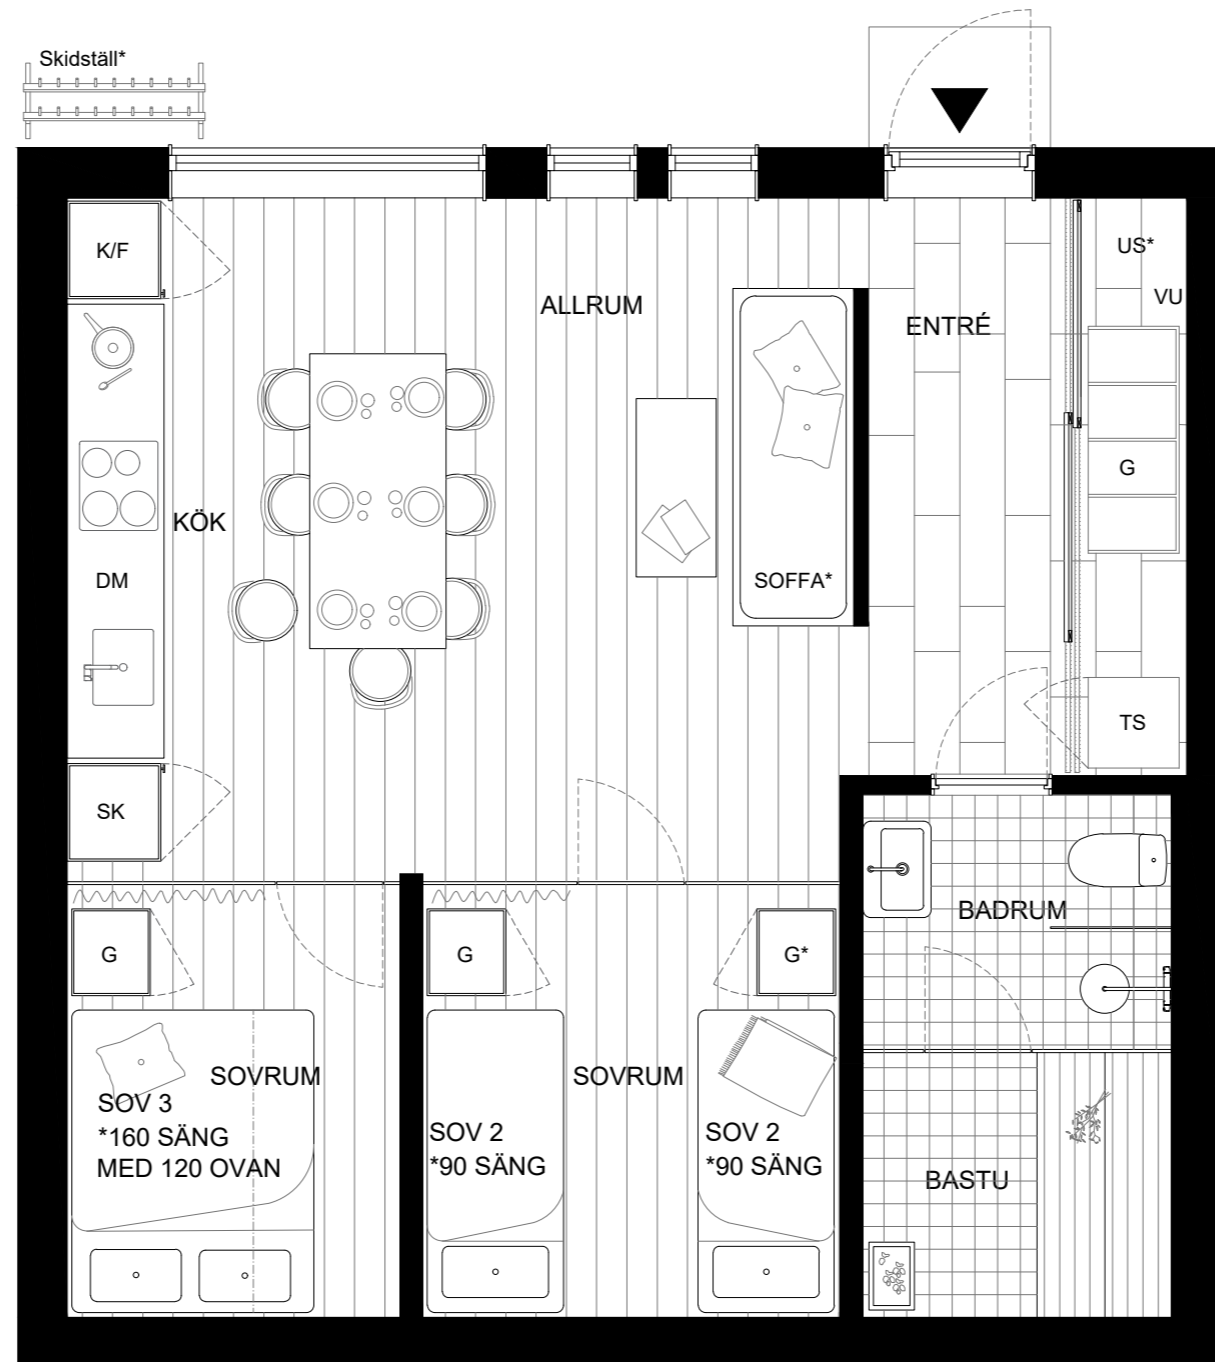 Skidställ*
K/F
US*
VU
ALLRUM
ENTRÉ
G
KÖK
DM
SOFFA*
TS
SK
BADRUM
G
G
G*
SOVRUM
SOV 3
*160 SÄNG
MED 120 OVAN
SOVRUM
SOV 2
*90 SÄNG
SOV 2
*90 SÄNG
BASTU